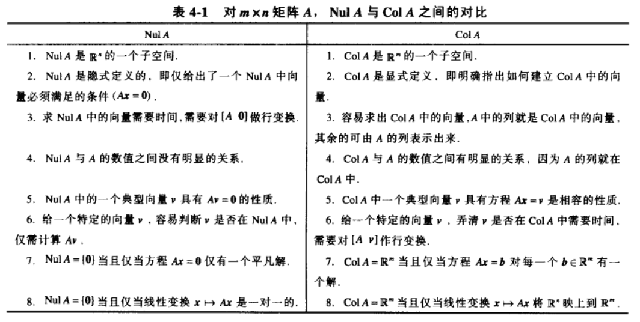 表 4-1 对 m×n 矩阵 A， Nul A 与 Col A 之间的对比
Nul A
Col A
1. Nul A 是 ℝⁿ 的一个子空间.
1. Col A 是 ℝᵐ 的一个子空间.
2. Nul A 是隐式定义的，即仅给出了一个 Nul A 中向
量必须满足的条件 (Ax = 0) .
2. Col A 是显式定义，即明确指出如何建立 Col A 中的向
量.
3. 求 Nul A 中的向量需要时间,需要对 [A 0] 做行变换.
3. 容易求出 Col A 中的向量,A 中的列就是 Col A 中的向量，
其余的可由 A 的列表示出来.
4. Nul A 与 A 的数值之间没有明显的关系.
4. Col A 与 A 的数值之间有明显的关系，因为 A 的列就在
Col A 中.
5. Nul A 中的一个典型向量 v 具有 Av = 0 的性质.
5. Col A 中一个典型向量 v 具有方程 Ax = v 是相容的性质.
6. 给一个特定的向量 v ，容易判断 v 是否在 Nul A 中，
仅需计算 Av .
6. 给一个特定的向量 v ，弄清 v 是否在 Col A 中需要时间，
需要对 [A v] 作行变换.
7. Nul A = {0} 当且仅当方程 Ax = 0 仅有一个平凡解.
7. Col A = ℝᵐ 当且仅当方程 Ax = b 对每一个 b ∈ ℝᵐ 有一
个解.
8. Nul A = {0} 当且仅当线性变换 x ↦ Ax 是一对一的.
8. Col A = ℝᵐ 当且仅当线性变换 x ↦ Ax 将 ℝⁿ 映上到 ℝᵐ .